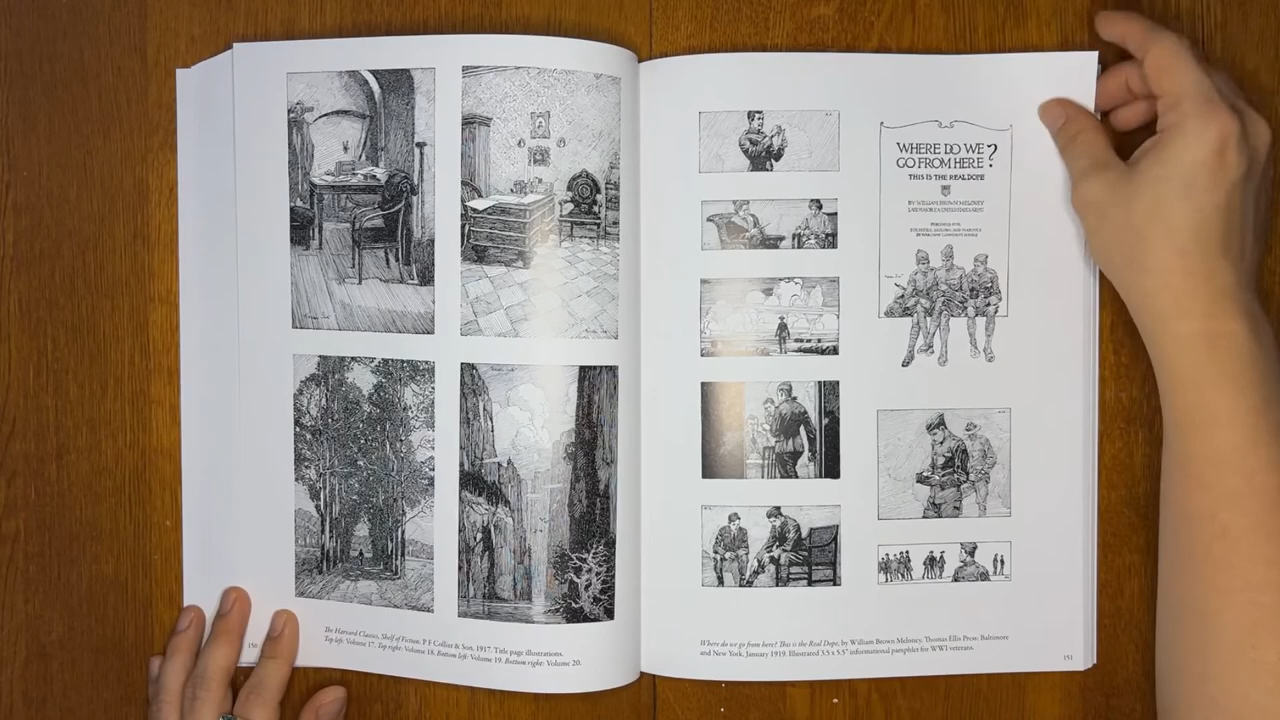 150
The Harvard Classics, Shelf of Fiction. P F Collier & Son. 1917. Title page illustrations.
Top left: Volume 17. Top right: Volume 18. Bottom left: Volume 19. Bottom right: Volume 20.
WHERE DO WE
GO FROM HERE?
THIS IS THE REAL DOPE
BY WILLIAM BROWN MELONEY
Where do we go from here? This is the Real Dope, by William Brown Meloney. Thomas Ellis Press: Baltimore
and New York, January 1919. Illustrated 3.5 x 5.5" informational pamphlet for WWI veterans.
151